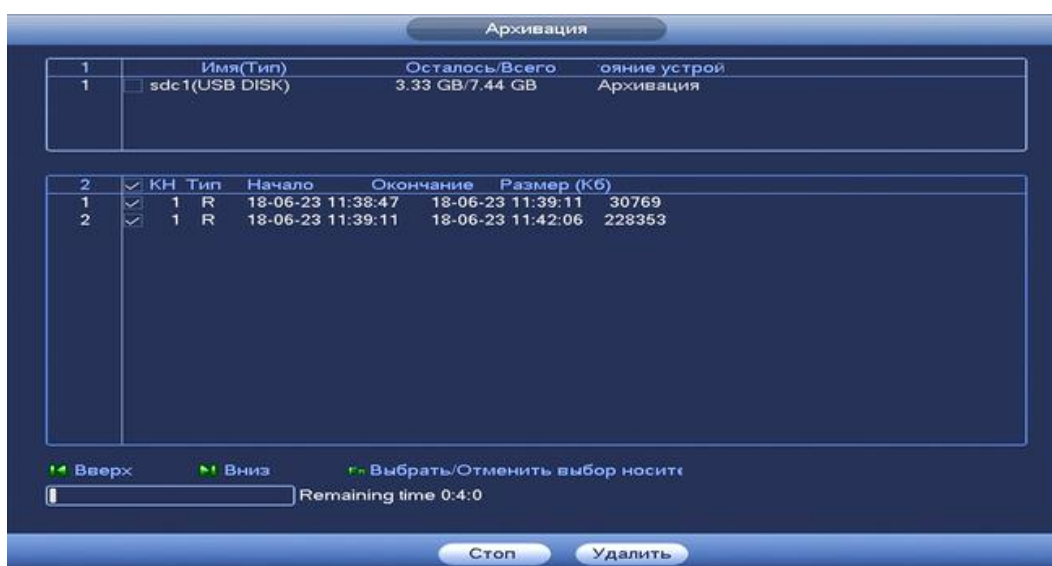 Архивация
1 Имя(Тип) Осталось/Всего ояние устрой
1 sdc1(USB DISK) 3.33 GB/7.44 GB Архивация
2 КН Тип Начало Окончание Размер (Кб)
1 1 R 18-06-23 11:38:47 18-06-23 11:39:11 30769
2 1 R 18-06-23 11:39:11 18-06-23 11:42:06 228353
Вверх Вниз Fn Выбрать/Отменить выбор носите
Remaining time 0:4:0
Стоп Удалить